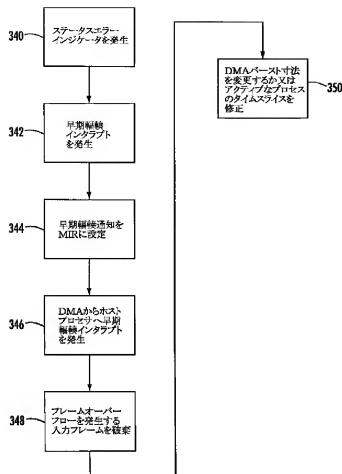 340
ステータスエラー
インジケータを発生
342
早期輻輳
インタラプト
を発生
344
早期輻輳通知を
MIRに設定
346
DMAからホスト
プロセサへ早期
輻輳インタラプトを
発生
348
フレームオーバー
フローを発生する
入力フレームを破棄
DMAバースト寸法
を変更するか又は
アクティブなプロセス
のタイムスライスを
修正
350